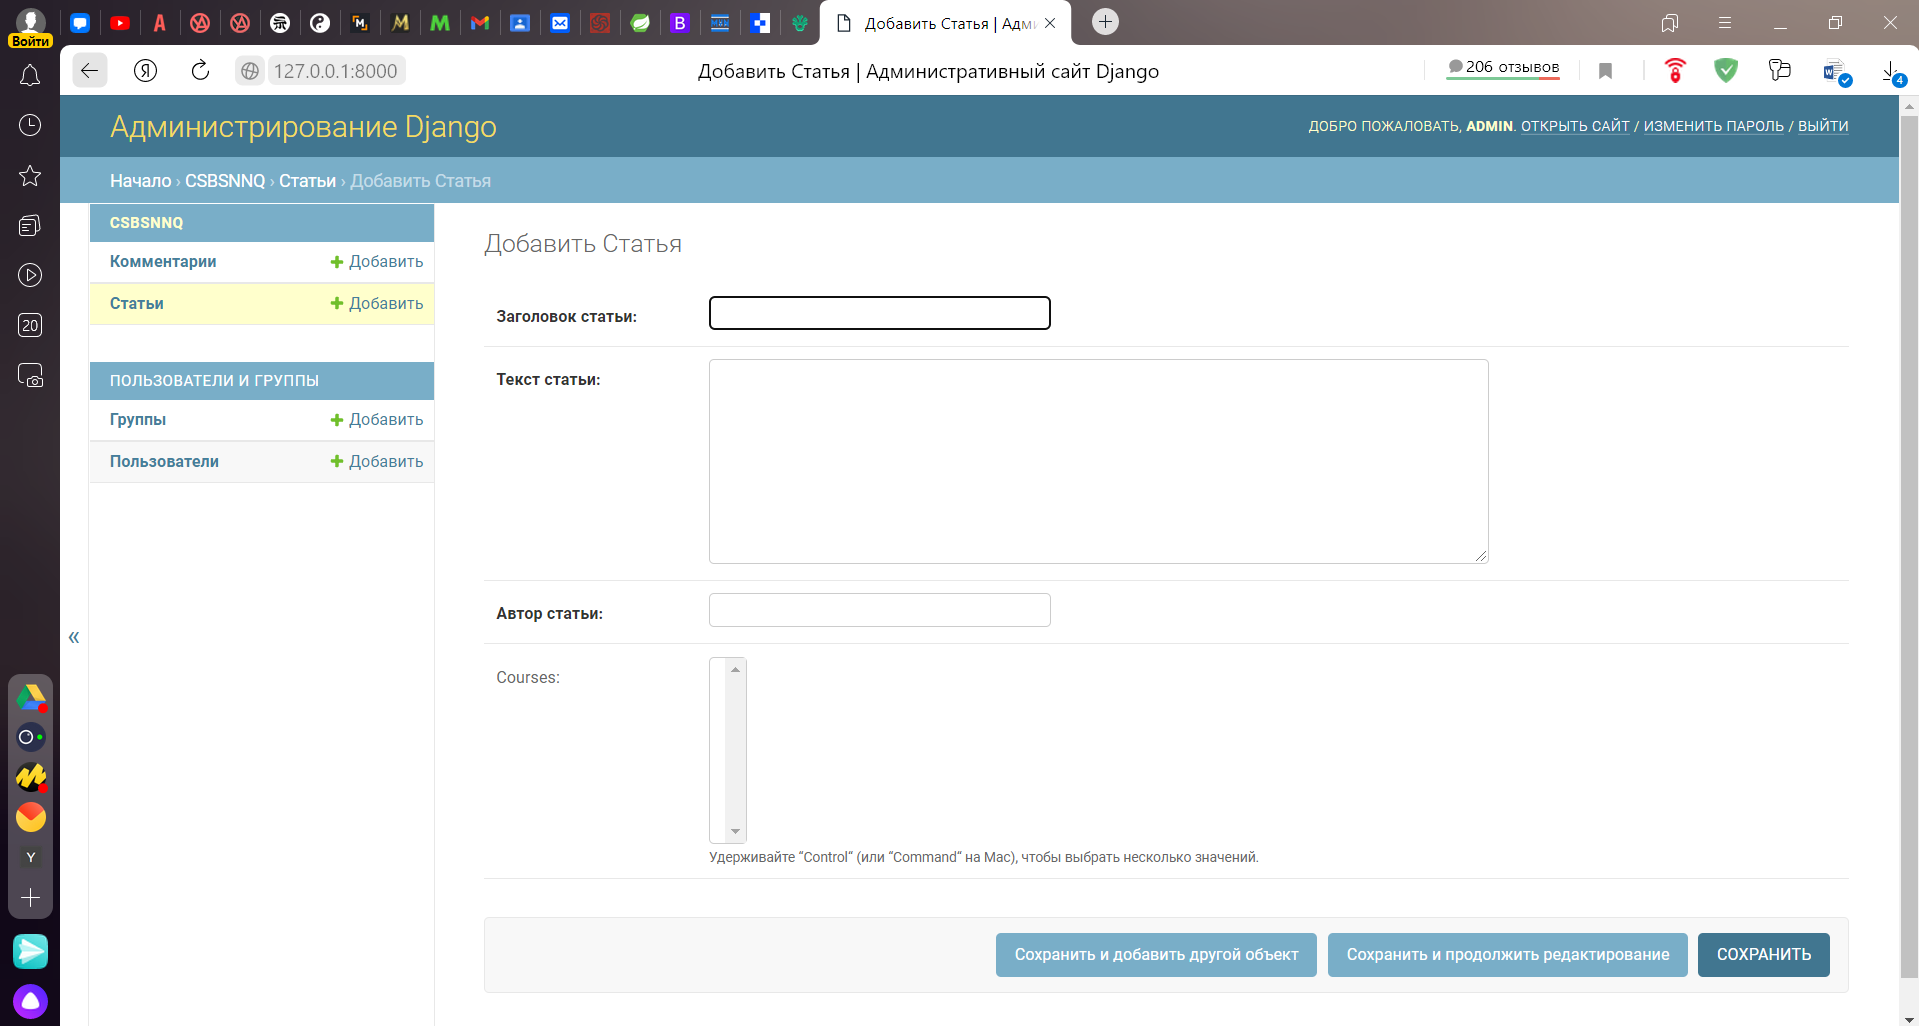 Добавить Статья | Адми
Войти
Я
127.0.0.1:8000
Добавить Статья | Административный сайт Django
206 отзывов
4
Администрирование Django
ДОБРО ПОЖАЛОВАТЬ, ADMIN. ОТКРЫТЬ САЙТ / ИЗМЕНИТЬ ПАРОЛЬ / ВЫЙТИ
Начало › CSBSNNQ › Статьи › Добавить Статья
CSBSNNQ
Комментарии
Добавить
Статьи
Добавить
ПОЛЬЗОВАТЕЛИ И ГРУППЫ
Группы
Добавить
Пользователи
Добавить
«
20
Y
Добавить Статья
Заголовок статьи:
Текст статьи:
Автор статьи:
Courses:
Удерживайте “Control“ (или “Command“ на Mac), чтобы выбрать несколько значений.
Сохранить и добавить другой объект
Сохранить и продолжить редактирование
СОХРАНИТЬ